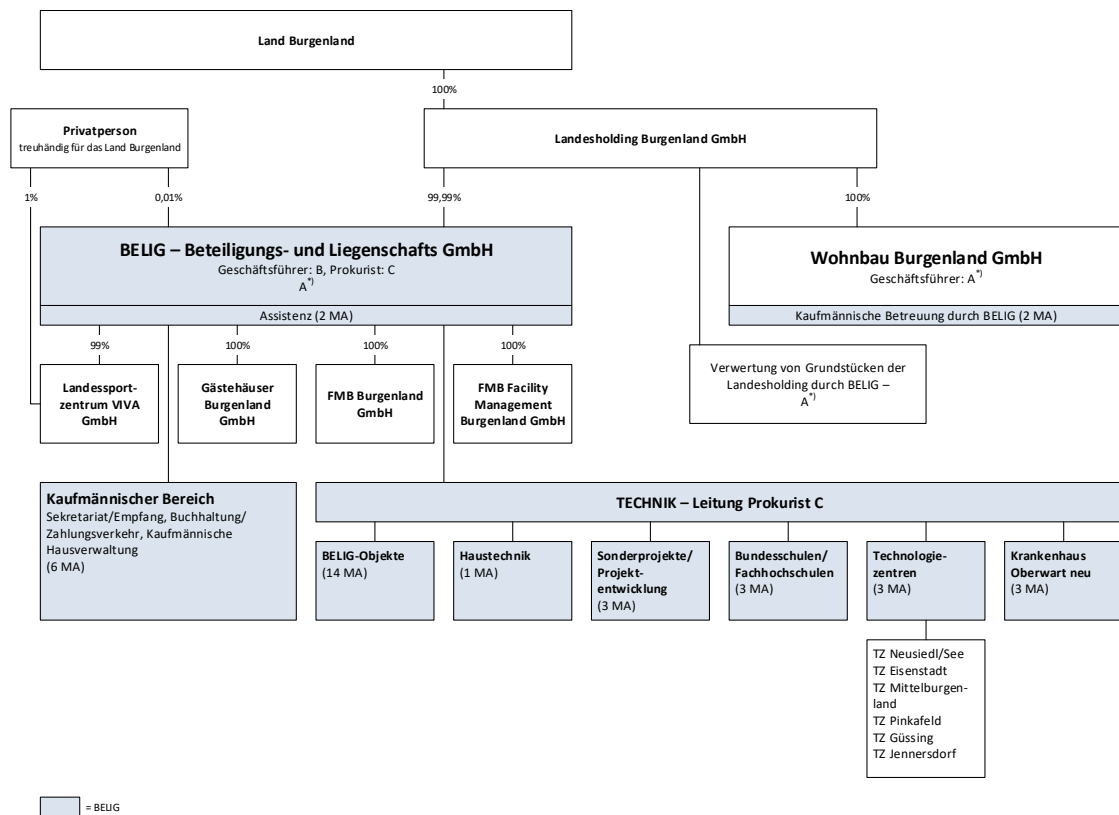 Land Burgenland
100%
Privatperson
treuhändig für das Land Burgenland
Landesholding Burgenland GmbH
1%
0,01%
99,99%
100%
BELIG – Beteiligungs- und Liegenschafts GmbH
Geschäftsführer: B, Prokurist: C
A*)
Assistenz (2 MA)
Wohnbau Burgenland GmbH
Geschäftsführer: A*)
Kaufmännische Betreuung durch BELIG (2 MA)
99%
100%
100%
100%
Landessport-
zentrum VIVA
GmbH
Gästehäuser
Burgenland
GmbH
FMB Burgenland
GmbH
FMB Facility
Management
Burgenland GmbH
Verwertung von Grundstücken der
Landesholding durch BELIG –
A*)
Kaufmännischer Bereich
Sekretariat/Empfang, Buchhaltung/
Zahlungsverkehr, Kaufmännische
Hausverwaltung
(6 MA)
TECHNIK – Leitung Prokurist C
BELIG-Objekte
(14 MA)
Haustechnik
(1 MA)
Sonderprojekte/
Projekt-
entwicklung
(3 MA)
Bundesschulen/
Fachhochschulen
(3 MA)
Technologie-
zentren
(3 MA)
Krankenhaus
Oberwart neu
(3 MA)
TZ Neusiedl/See
TZ Eisenstadt
TZ Mittelburgen-
land
TZ Pinkafeld
TZ Güssing
TZ Jennersdorf
= BELIG